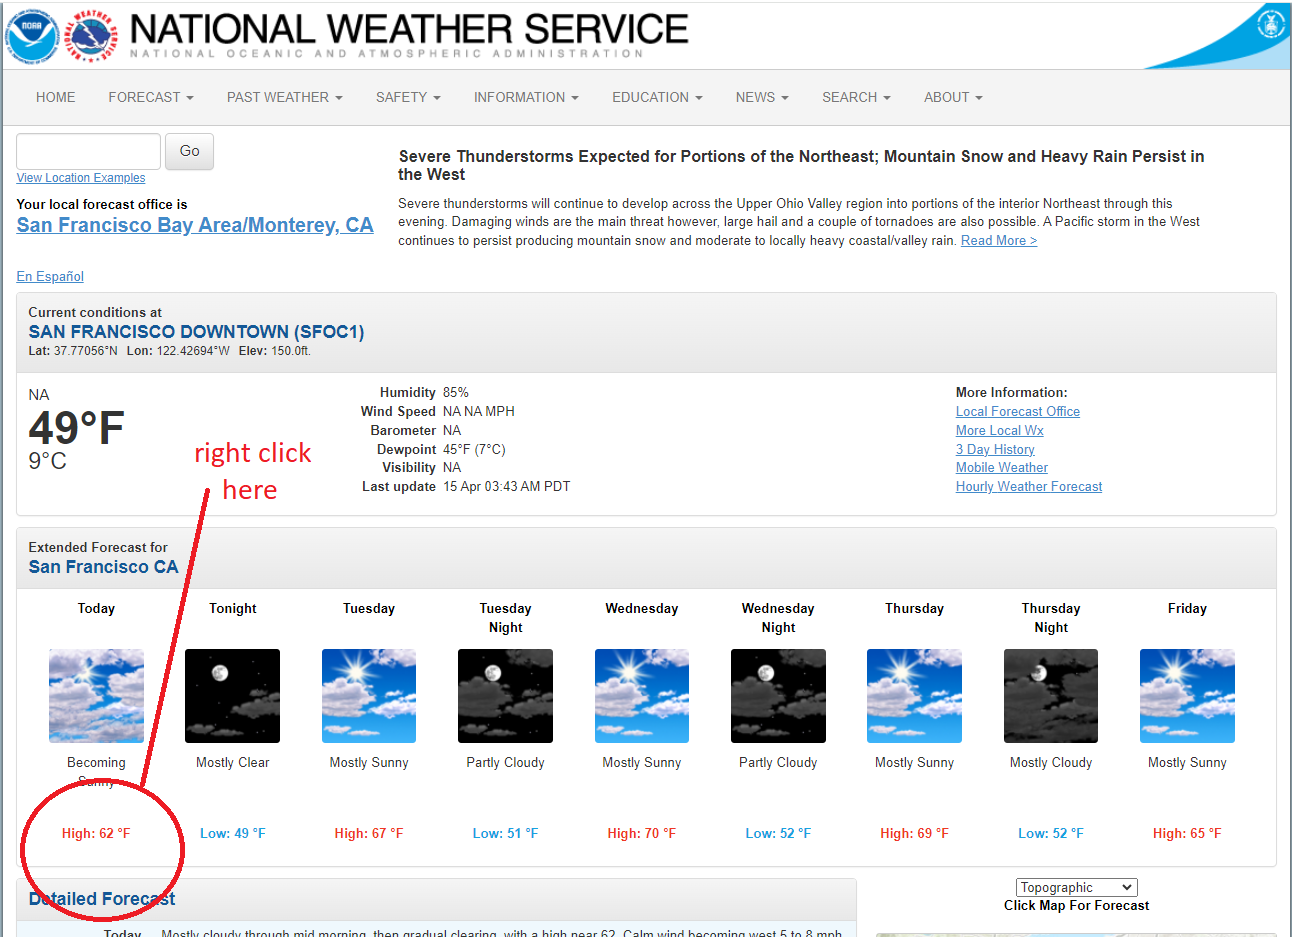 NOAA
NATIONAL WEATHER SERVICE
NATIONAL OCEANIC AND ATMOSPHERIC ADMINISTRATION
HOME FORECAST PAST WEATHER SAFETY INFORMATION EDUCATION NEWS SEARCH ABOUT
Go
View Location Examples
Your local forecast office is
San Francisco Bay Area/Monterey, CA
En Español
Severe Thunderstorms Expected for Portions of the Northeast; Mountain Snow and Heavy Rain Persist in
the West
Severe thunderstorms will continue to develop across the Upper Ohio Valley region into portions of the interior Northeast through this
evening. Damaging winds are the main threat however, large hail and a couple of tornadoes are also possible. A Pacific storm in the West
continues to persist producing mountain snow and moderate to locally heavy coastal/valley rain. Read More >
Current conditions at
SAN FRANCISCO DOWNTOWN (SFOC1)
Lat: 37.77056°N Lon: 122.42694°W Elev: 150.0ft.
NA
49°F
9°C
right click
here
Humidity 85%
Wind Speed NA NA MPH
Barometer NA
Dewpoint 45°F (7°C)
Visibility NA
Last update 15 Apr 03:43 AM PDT
More Information:
Local Forecast Office
More Local Wx
3 Day History
Mobile Weather
Hourly Weather Forecast
Extended Forecast for
San Francisco CA
Today
Becoming
Sunny
High: 62 °F
Tonight
Mostly Clear
Low: 49 °F
Tuesday
Mostly Sunny
High: 67 °F
Tuesday
Night
Partly Cloudy
Low: 51 °F
Wednesday
Mostly Sunny
High: 70 °F
Wednesday
Night
Partly Cloudy
Low: 52 °F
Thursday
Mostly Sunny
High: 69 °F
Thursday
Night
Mostly Cloudy
Low: 52 °F
Friday
Mostly Sunny
High: 65 °F
Detailed Forecast
Today Mostly cloudy through mid morning, then gradual clearing, with a high near 62. Calm wind becoming west 5 to 8 mph
Topographic
Click Map For Forecast